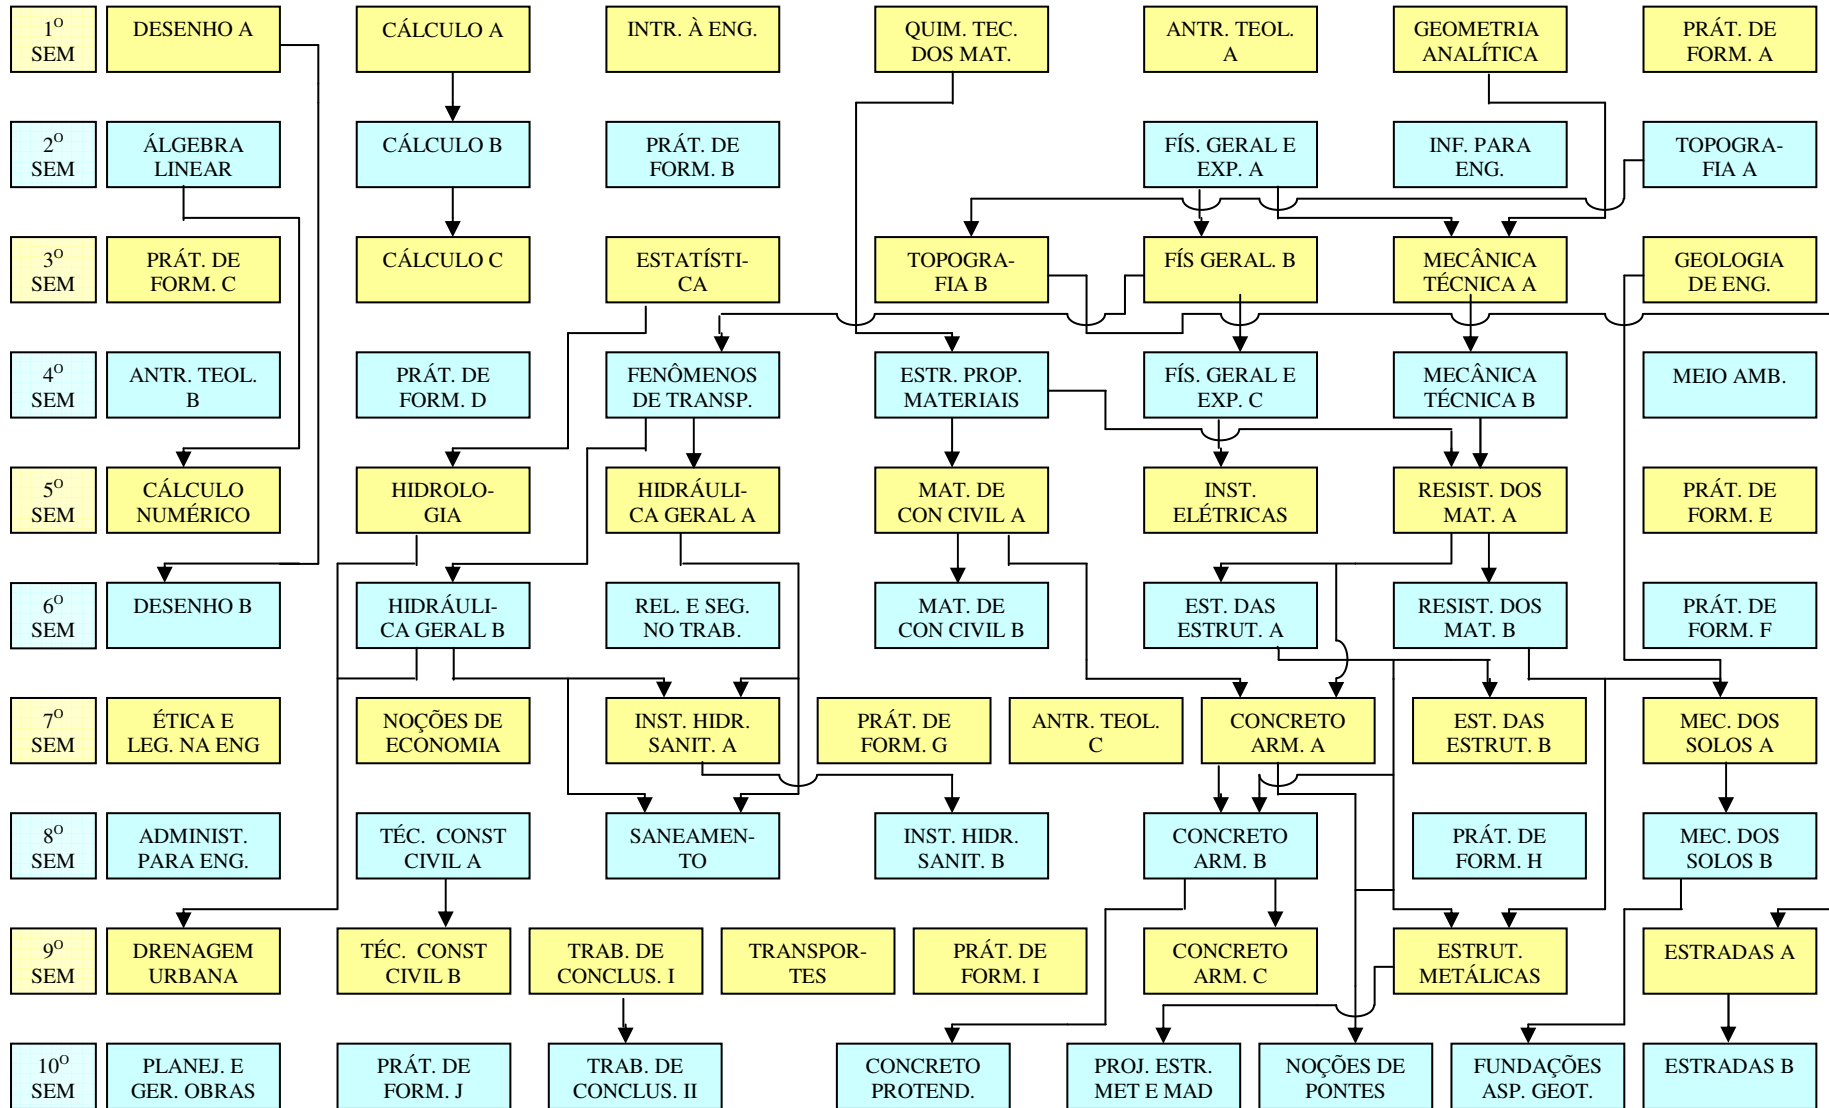 1º
SEM
DESENHO A
CÁLCULO A
INTR. À ENG.
QUIM. TEC.
DOS MAT.
ANTR. TEOL.
A
GEOMETRIA
ANALÍTICA
PRÁT. DE
FORM. A
2º
SEM
ÁLGEBRA
LINEAR
CÁLCULO B
PRÁT. DE
FORM. B
FÍS. GERAL E
EXP. A
INF. PARA
ENG.
TOPOGRA-
FIA A
3º
SEM
PRÁT. DE
FORM. C
CÁLCULO C
ESTATÍSTI-
CA
TOPOGRA-
FIA B
FÍS GERAL. B
MECÂNICA
TÉCNICA A
GEOLOGIA
DE ENG.
4º
SEM
ANTR. TEOL.
B
PRÁT. DE
FORM. D
FENÔMENOS
DE TRANSP.
ESTR. PROP.
MATERIAIS
FÍS. GERAL E
EXP. C
MECÂNICA
TÉCNICA B
MEIO AMB.
5º
SEM
CÁLCULO
NUMÉRICO
HIDROLO-
GIA
HIDRÁULI-
CA GERAL A
MAT. DE
CON CIVIL A
INST.
ELÉTRICAS
RESIST. DOS
MAT. A
PRÁT. DE
FORM. E
6º
SEM
DESENHO B
HIDRÁULI-
CA GERAL B
REL. E SEG.
NO TRAB.
MAT. DE
CON CIVIL B
EST. DAS
ESTRUT. A
RESIST. DOS
MAT. B
PRÁT. DE
FORM. F
7º
SEM
ÉTICA E
LEG. NA ENG
NOÇÕES DE
ECONOMIA
INST. HIDR.
SANIT. A
PRÁT. DE
FORM. G
ANTR. TEOL.
C
CONCRETO
ARM. A
EST. DAS
ESTRUT. B
MEC. DOS
SOLOS A
8º
SEM
ADMINIST.
PARA ENG.
TÉC. CONST
CIVIL A
SANEAMEN-
TO
INST. HIDR.
SANIT. B
CONCRETO
ARM. B
PRÁT. DE
FORM. H
MEC. DOS
SOLOS B
9º
SEM
DRENAGEM
URBANA
TÉC. CONST
CIVIL B
TRAB. DE
CONCLUS. I
TRANSPOR-
TES
PRÁT. DE
FORM. I
CONCRETO
ARM. C
ESTRUT.
METÁLICAS
ESTRADAS A
10º
SEM
PLANEJ. E
GER. OBRAS
PRÁT. DE
FORM. J
TRAB. DE
CONCLUS. II
CONCRETO
PROTEND.
PROJ. ESTR.
MET E MAD
NOÇÕES DE
PONTES
FUNDAÇÕES
ASP. GEOT.
ESTRADAS B